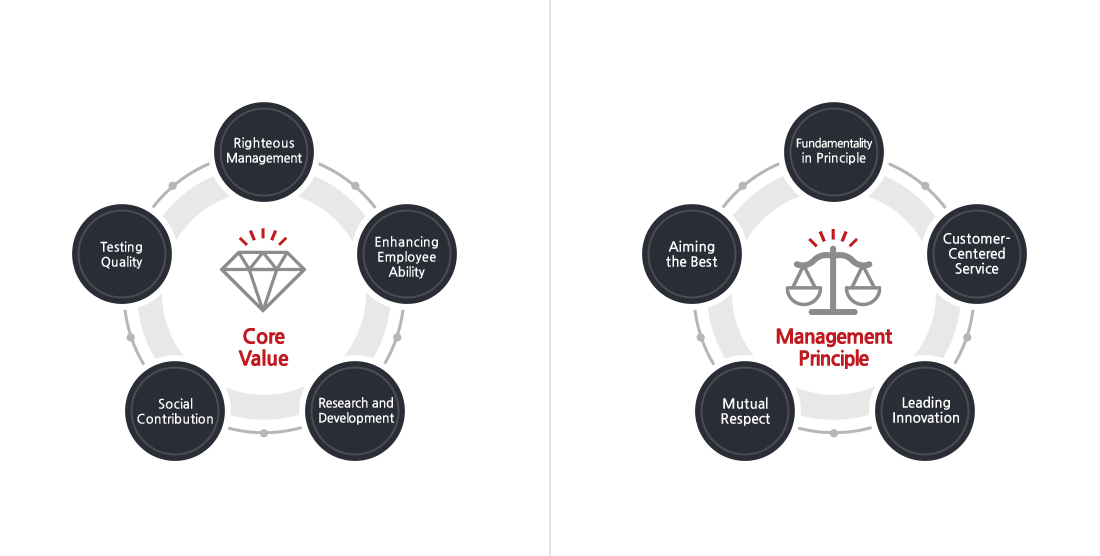 Righteous
Management
Enhancing
Employee
Ability
Research and
Development
Social
Contribution
Testing
Quality
Core
Value
Fundamentality
in Principle
Customer-
Centered
Service
Leading
Innovation
Mutual
Respect
Aiming
the Best
Management
Principle